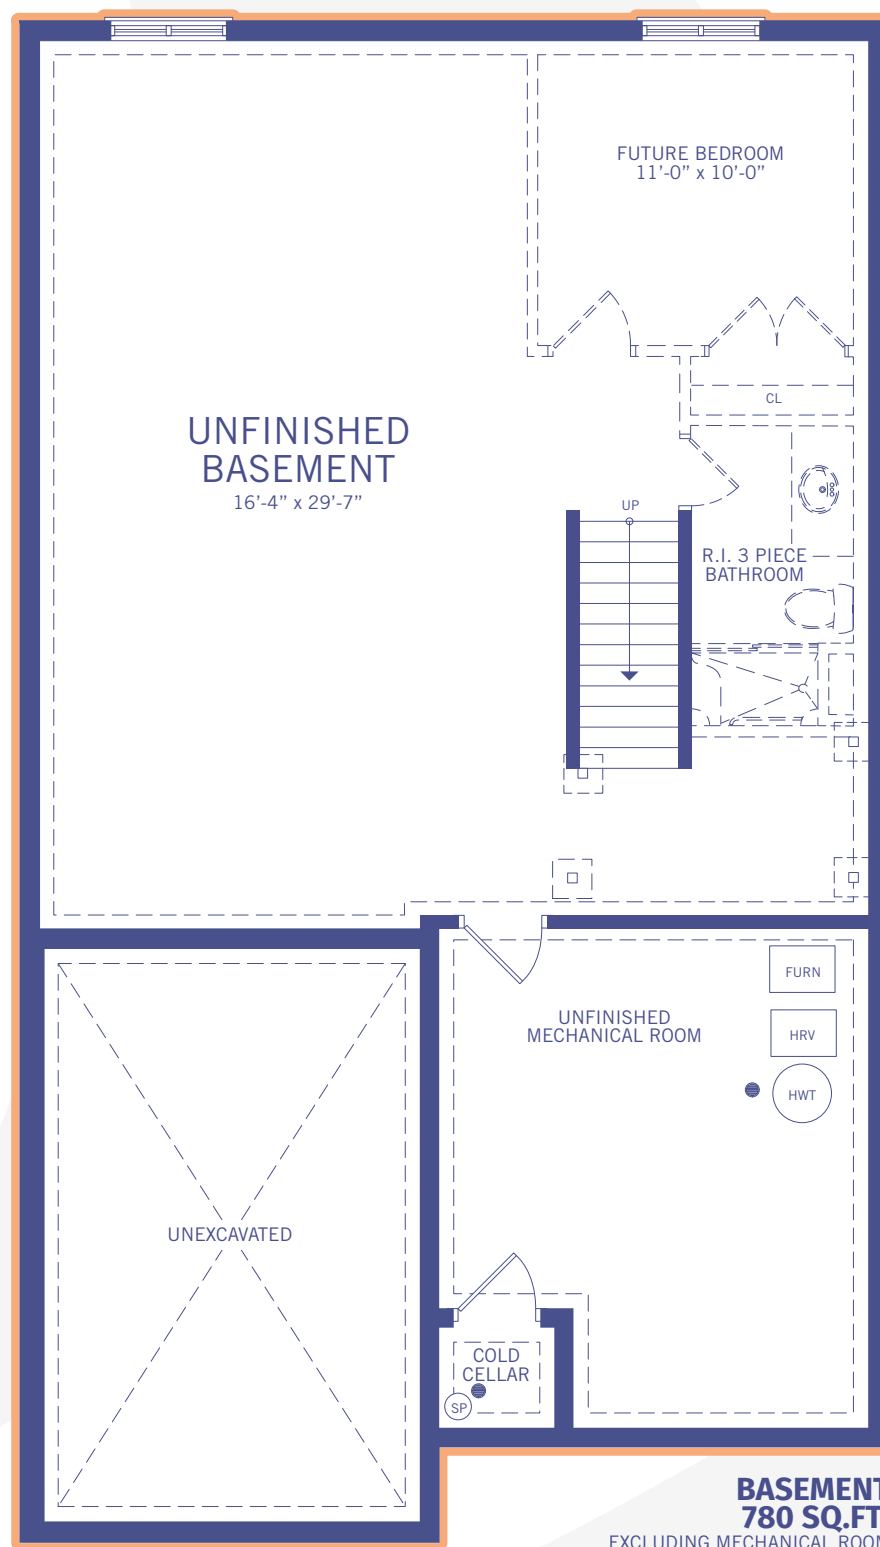 FUTURE BEDROOM
11'-0" x 10'-0"
CL
UNFINISHED
BASEMENT
16'-4" x 29'-7"
UP
R.I. 3 PIECE
BATHROOM
FURN
UNFINISHED
MECHANICAL ROOM
HRV
HWT
UNEXCAVATED
COLD
CELLAR
SP
BASEMENT
780 SQ.FT
EXCLUDING MECHANICAL ROOM